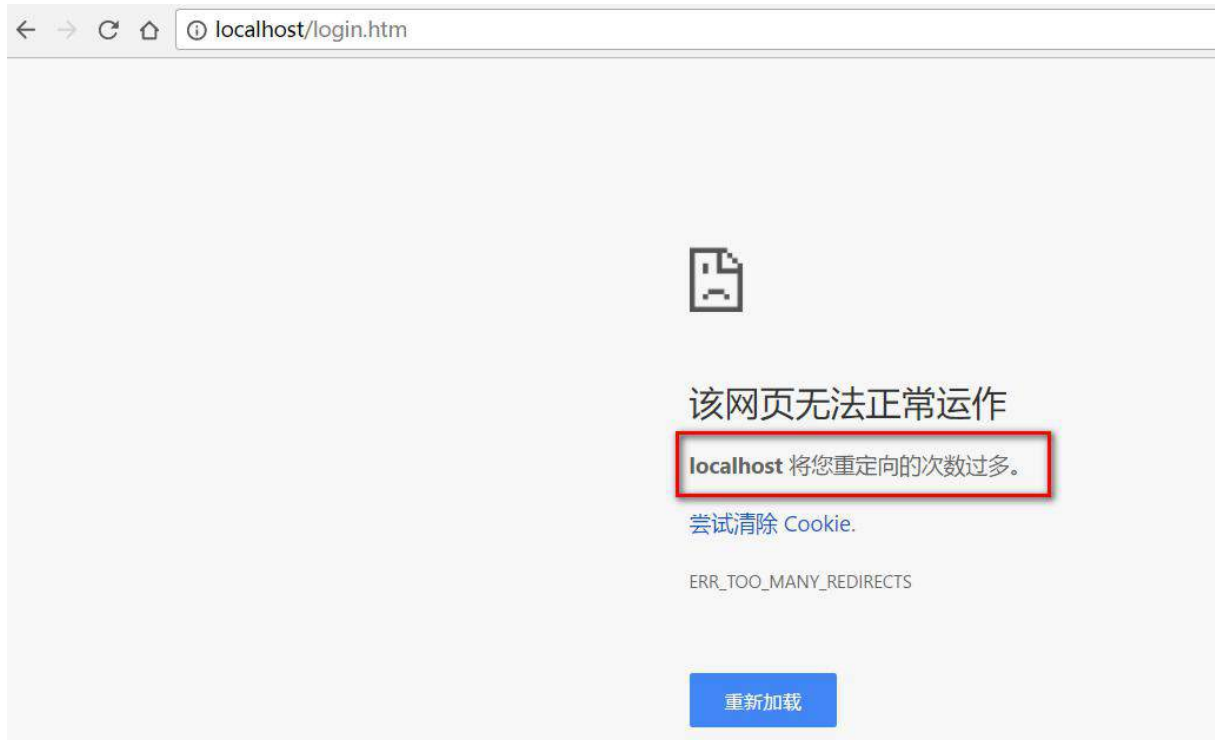 localhost/login.htm
该网页无法正常运作
localhost 将您重定向的次数过多。
尝试清除 Cookie.
ERR_TOO_MANY_REDIRECTS
重新加载